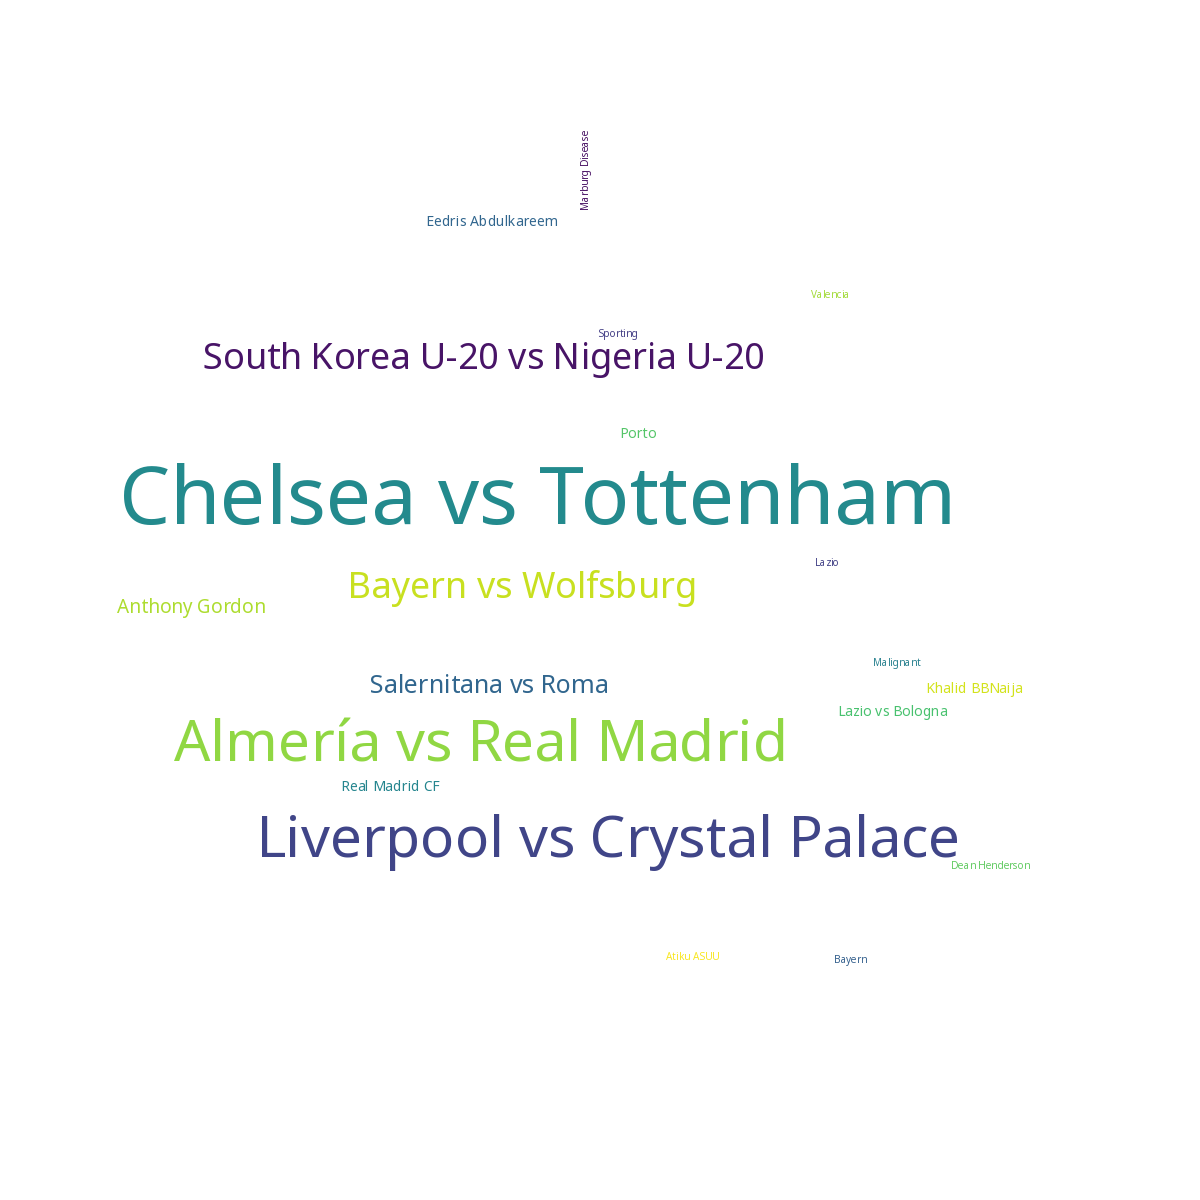 Marburg Disease
Eedris Abdulkareem
Valencia
Sporting
South Korea U-20 vs Nigeria U-20
Porto
Chelsea vs Tottenham
Lazio
Bayern vs Wolfsburg
Anthony Gordon
Malignant
Salernitana vs Roma
Khalid BBNaija
Lazio vs Bologna
Almería vs Real Madrid
Real Madrid CF
Liverpool vs Crystal Palace
Dean Henderson
Atiku ASUU
Bayern